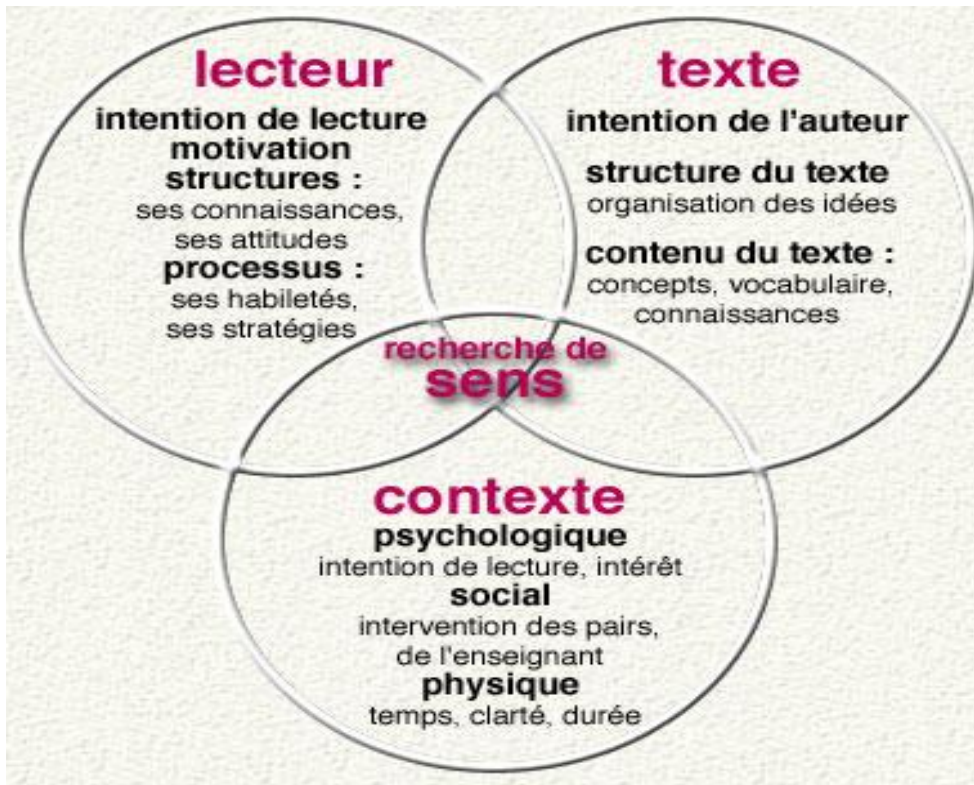 lecteur
intention de lecture
motivation
structures :
ses connaissances,
ses attitudes
processus :
ses habiletés,
ses stratégies
texte
intention de l'auteur
structure du texte
organisation des idées
contenu du texte :
concepts, vocabulaire,
connaissances
recherche de
sens
contexte
psychologique
intention de lecture, intérêt
social
intervention des pairs,
de l'enseignant
physique
temps, clarté, durée